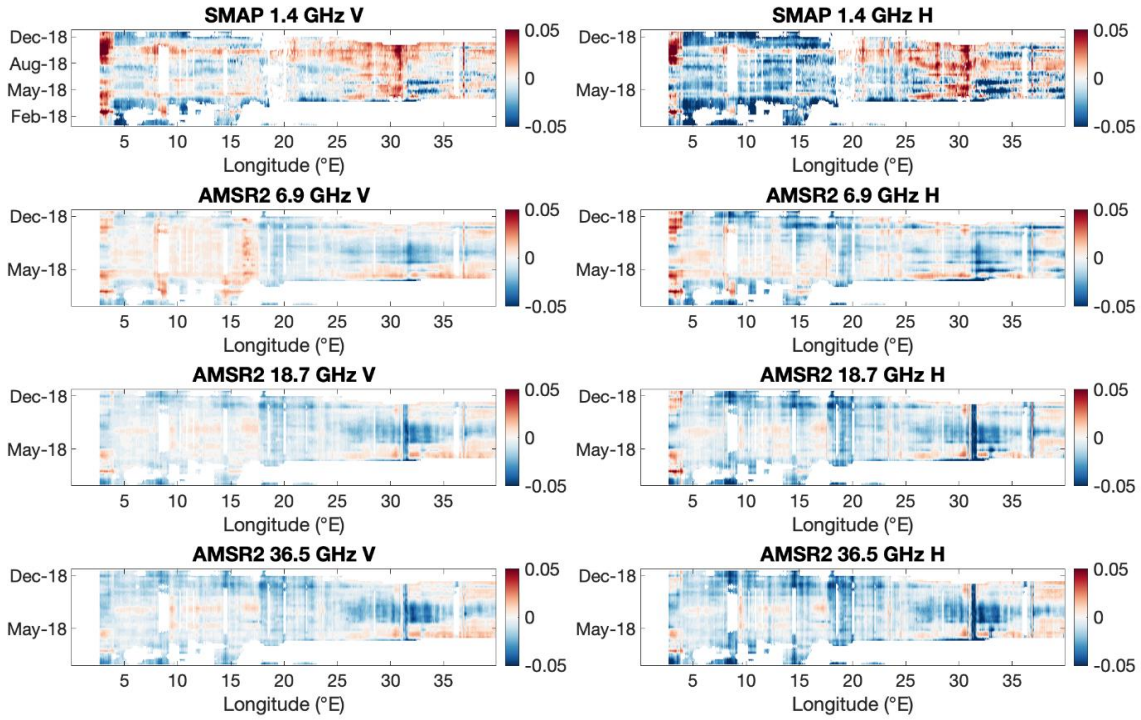 SMAP 1.4 GHz V
Dec-18
Aug-18
May-18
Feb-18
0.05
0
-0.05
5 10 15 20 25 30 35
Longitude (°E)
SMAP 1.4 GHz H
Dec-18
May-18
0.05
0
-0.05
5 10 15 20 25 30 35
Longitude (°E)
AMSR2 6.9 GHz V
Dec-18
May-18
0.05
0
-0.05
5 10 15 20 25 30 35
Longitude (°E)
AMSR2 6.9 GHz H
Dec-18
May-18
0.05
0
-0.05
5 10 15 20 25 30 35
Longitude (°E)
AMSR2 18.7 GHz V
Dec-18
May-18
0.05
0
-0.05
5 10 15 20 25 30 35
Longitude (°E)
AMSR2 18.7 GHz H
Dec-18
May-18
0.05
0
-0.05
5 10 15 20 25 30 35
Longitude (°E)
AMSR2 36.5 GHz V
Dec-18
May-18
0.05
0
-0.05
5 10 15 20 25 30 35
Longitude (°E)
AMSR2 36.5 GHz H
Dec-18
May-18
0.05
0
-0.05
5 10 15 20 25 30 35
Longitude (°E)